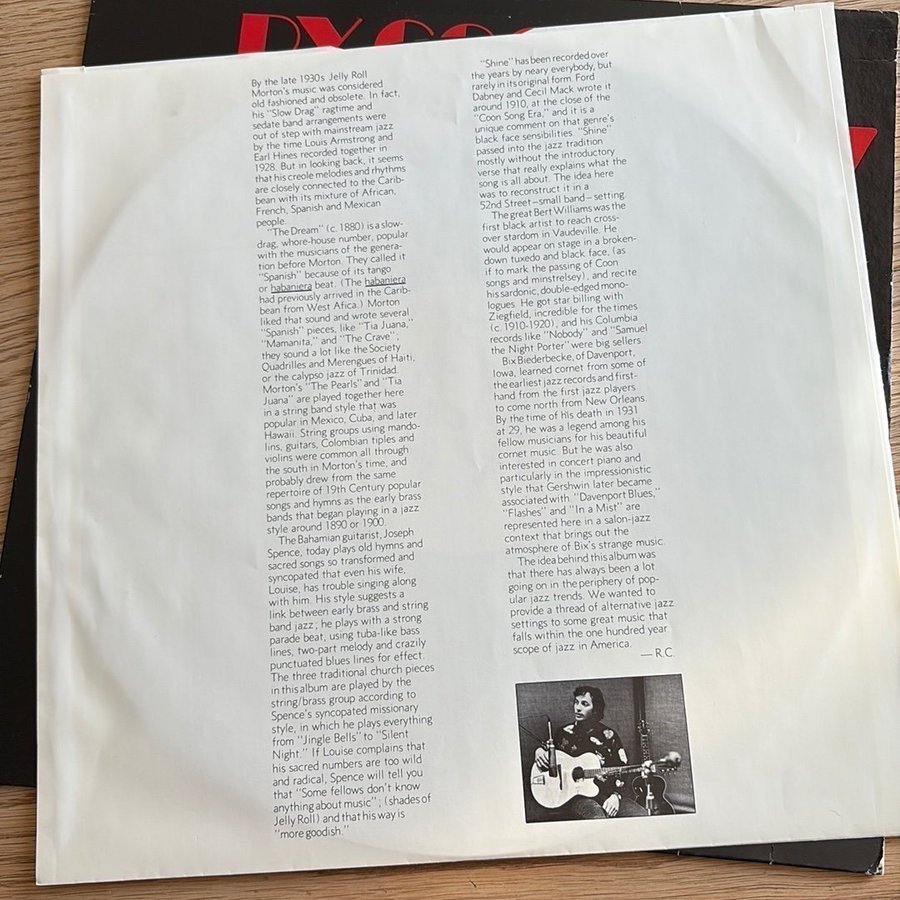 RY COO
By the late 1930s Jelly Roll
Morton's music was considered
old fashioned and obsolete. In fact,
his "Slow Drag" ragtime and
sedate band arrangements were
out of step with mainstream jazz
by the time Louis Armstrong and
Earl Hines recorded together in
1928. But in looking back, it seems
that his creole melodies and rhythms
are closely connected to the Carib-
bean with its mixture of African,
French, Spanish and Mexican
people.
"The Dream" (c. 1880) is a slow-
drag, whore-house number, popular
with the musicians of the genera-
tion before Morton. They called it
"Spanish" because of its tango
or habaniera beat. (The habaniera
had previously arrived in the Carib-
bean from West Afica.) Morton
liked that sound and wrote several
"Spanish" pieces, like "Tia Juana,"
"Mamanita," and "The Crave";
they sound a lot like the Society
Quadrilles and Merengues of Haiti,
or the calypso jazz of Trinidad.
Morton's "The Pearls" and "Tia
Juana" are played together here
in a string band style that was
popular in Mexico, Cuba, and later
Hawaii. String groups using mando-
lins, guitars, Colombian tiples and
violins were common all through
the south in Morton's time, and
probably drew from the same
repertoire of 19th Century popular
songs and hymns as the early brass
bands that began playing in a jazz
style around 1890 or 1900.
The Bahamian guitarist, Joseph
Spence, today plays old hymns and
sacred songs so transformed and
syncopated that even his wife,
Louise, has trouble singing along
with him. His style suggests a
link between early brass and string
band jazz; he plays with a strong
parade beat, using tuba-like bass
lines, two-part melody and crazily
punctuated blues lines for effect.
The three traditional church pieces
in this album are played by the
string/brass group according to
Spence's syncopated missionary
style, in which he plays everything
from "Jingle Bells" to "Silent
Night." If Louise complains that
his sacred numbers are too wild
and radical, Spence will tell you
that "Some fellows don't know
anything about music"; (shades of
Jelly Roll) and that his way is
"more goodish."
"Shine" has been recorded over
the years by neary everybody, but
rarely in its original form. Ford
Dabney and Cecil Mack wrote it
around 1910, at the close of the
"Coon Song Era," and it is a
unique comment on that genre's
black face sensibilities. "Shine"
passed into the jazz tradition
mostly without the introductory
verse that really explains what the
song is all about. The idea here
was to reconstruct it in a
52nd Street—small band—setting.
The great Bert Williams was the
first black artist to reach cross-
over stardom in Vaudeville. He
would appear on stage in a broken-
down tuxedo and black face, (as
if to mark the passing of Coon
songs and minstrelsy), and recite
his sardonic, double-edged mono-
logues. He got star billing with
Ziegfield, incredible for the times
(c. 1910-1920), and his Columbia
records like "Nobody" and "Samuel
the Night Porter" were big sellers
Bix Biederbecke, of Davenport,
Iowa, learned cornet from some of
the earliest jazz records and first-
hand from the first jazz players
to come north from New Orleans.
By the time of his death in 1931
at 29, he was a legend among his
fellow musicians for his beautiful
cornet music. But he was also
interested in concert piano and
particularly in the impressionistic
style that Gershwin later became
associated with. "Davenport Blues,"
"Flashes" and "In a Mist" are
represented here in a salon-jazz
context that brings out the
atmosphere of Bix's strange music.
The idea behind this album was
that there has always been a lot
going on in the periphery of pop-
ular jazz trends. We wanted to
provide a thread of alternative jazz
settings to some great music that
falls within the one hundred year
scope of jazz in America.
—R.C.